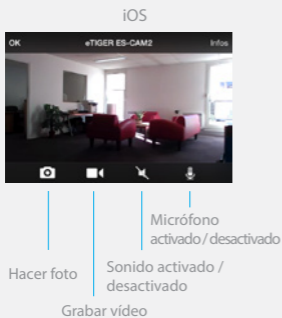 iOS
OK eTIGER ES-CAM2 Infos
Micrófono
activado / desactivado
Hacer foto
Sonido activado /
desactivado
Grabar vídeo